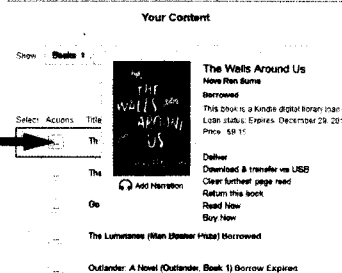 Your Content
Show: Books
Select Actions Title
THE
WALLS
AROUND
US
Add Narration
The Walls Around Us
Nova Ren Suma
Borrowed
This book is a Kindle digital library loan
Loan status: Expires December 29, 201
Price
Deliver
Download & transfer via USB
Clear furthest page read
Return this book
Read Now
Buy Now
Th
The
Go
The Luminaries (Man Booker Prize) Borrowed
Outlander: A Novel (Outlander, Book 1) Borrow Expired